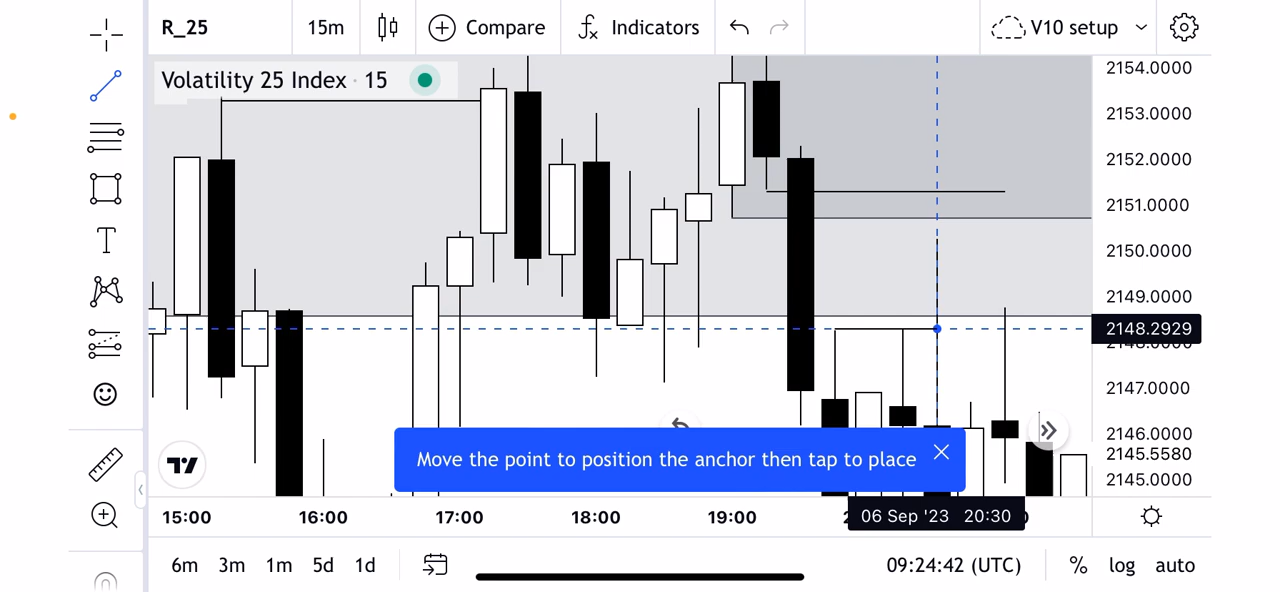 R_25 15m Compare Indicators V10 setup
Volatility 25 Index · 15
2154.0000
2153.0000
2152.0000
2151.0000
2150.0000
2149.0000
2148.2929
2148.0000
2147.0000
2146.0000
2145.5580
2145.0000
Move the point to position the anchor then tap to place
15:00 16:00 17:00 18:00 19:00 06 Sep '23 20:30
6m 3m 1m 5d 1d 09:24:42 (UTC) % log auto